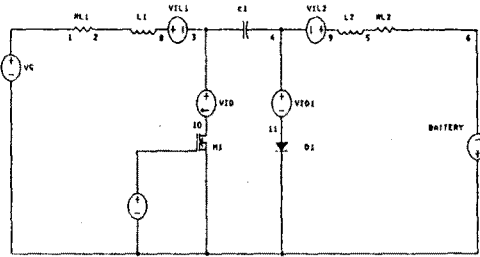 RL1 L1 VIL1 C1 VIL2 L2 RL2
1 2 8 3 4 9 5 6
VG
VID VID1
10 11
M1 D1
BATTERY